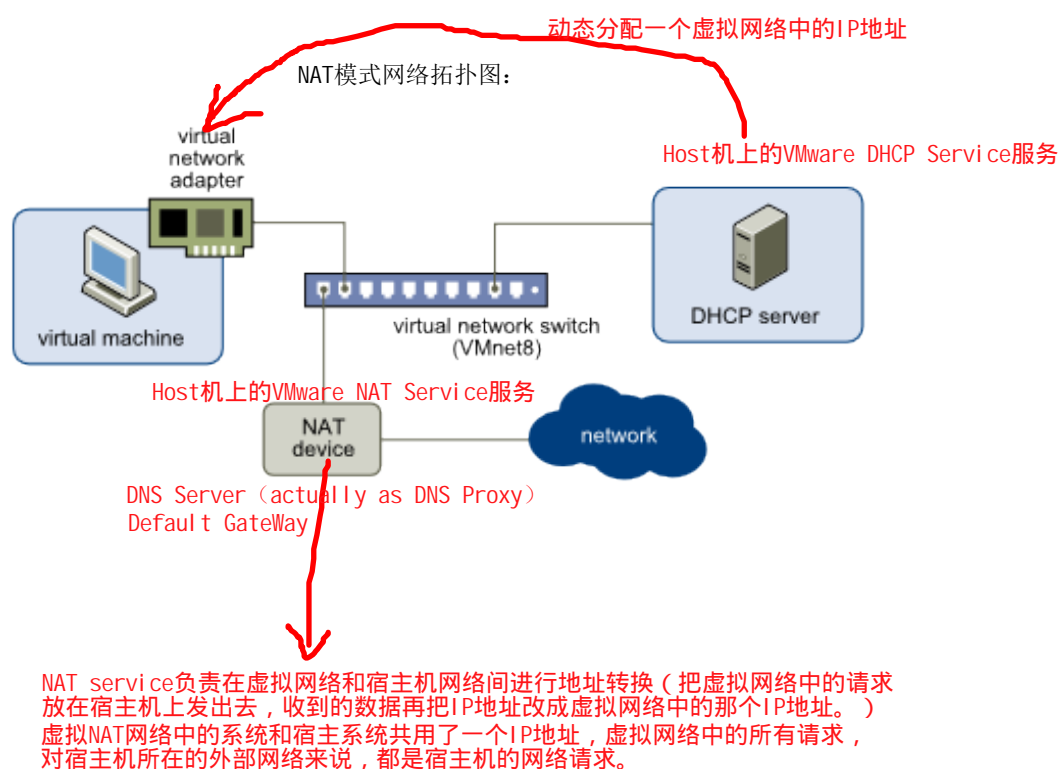 动态分配一个虚拟网络中的IP地址
NAT模式网络拓扑图:
virtual
network
adapter
Host机上的VMware DHCP Service服务
virtual machine
virtual network switch
(VMnet8)
DHCP server
Host机上的VMware NAT Service服务
NAT
device
network
DNS Server（actually as DNS Proxy）
Default GateWay
NAT service负责在虚拟网络和宿主机网络间进行地址转换（把虚拟网络中的请求
放在宿主机上发出去，收到的数据再把IP地址改成虚拟网络中的那个IP地址。）
虚拟NAT网络中的系统和宿主系统共用了一个IP地址，虚拟网络中的所有请求，
对宿主机所在的外部网络来说，都是宿主机的网络请求。